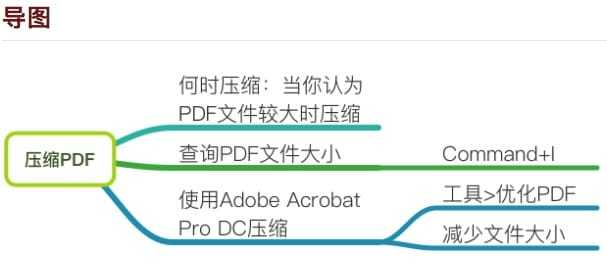 导图
何时压缩：当你认为
PDF文件较大时压缩
压缩PDF
查询PDF文件大小
Command+I
使用Adobe Acrobat
Pro DC压缩
工具>优化PDF
减少文件大小